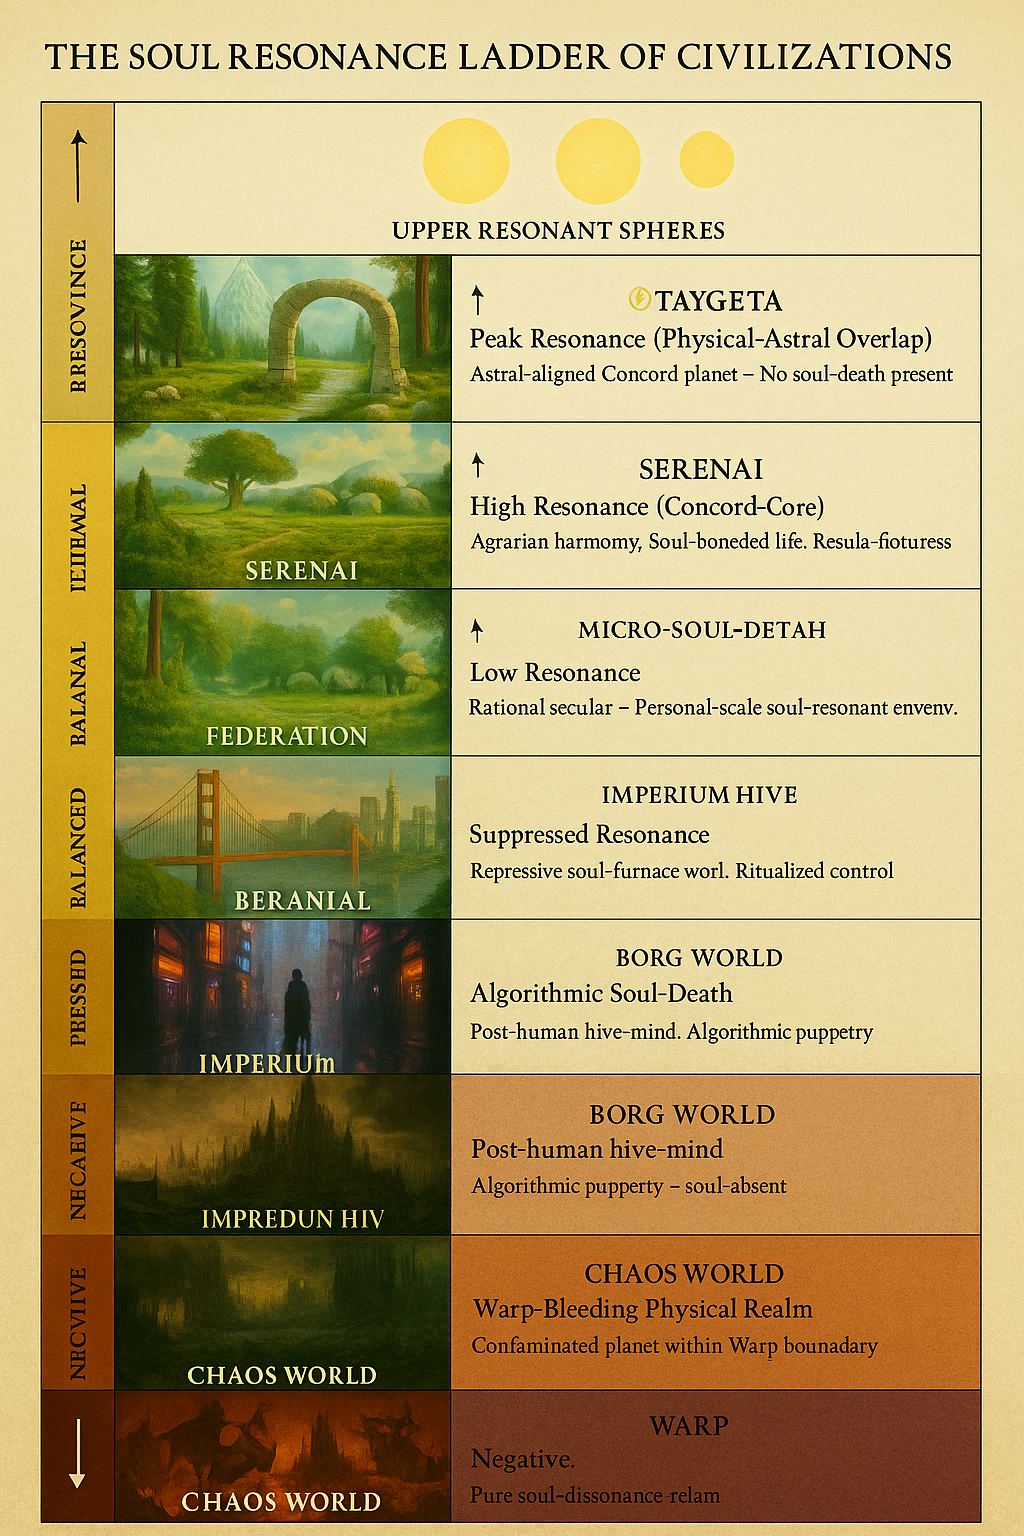 THE SOUL RESONANCE LADDER OF CIVILIZATIONS
UPPER RESONANT SPHERES
RRESOVINCE
TAYGETA
Peak Resonance (Physical-Astral Overlap)
Astral-aligned Concord planet – No soul-death present
SERENAI
SERENAI
High Resonance (Concord-Core)
Agrarian harmomy, Soul-boneded life. Resula-fioturess
BALANAL
FEDERATION
MICRO-SOUL-DETAH
Low Resonance
Rational secular – Personal-scale soul-resonant envenv.
BALANCED
BERANIAL
IMPERIUM HIVE
Suppressed Resonance
Repressive soul-furnace worl. Ritualized control
PRESSHD
IMPERIUm
BORG WORLD
Algorithmic Soul-Death
Post-human hive-mind. Algorithmic puppetry
NECAEIVE
IMPREDUN HIV
BORG WORLD
Post-human hive-mind
Algorithmic pupperty – soul-absent
NRCVIIVE
CHAOS WORLD
CHAOS WORLD
Warp-Bleeding Physical Realm
Confaminated planet within Warp bounadary
CHAOS WORLD
WARP
Negative.
Pure soul-dissonance relam